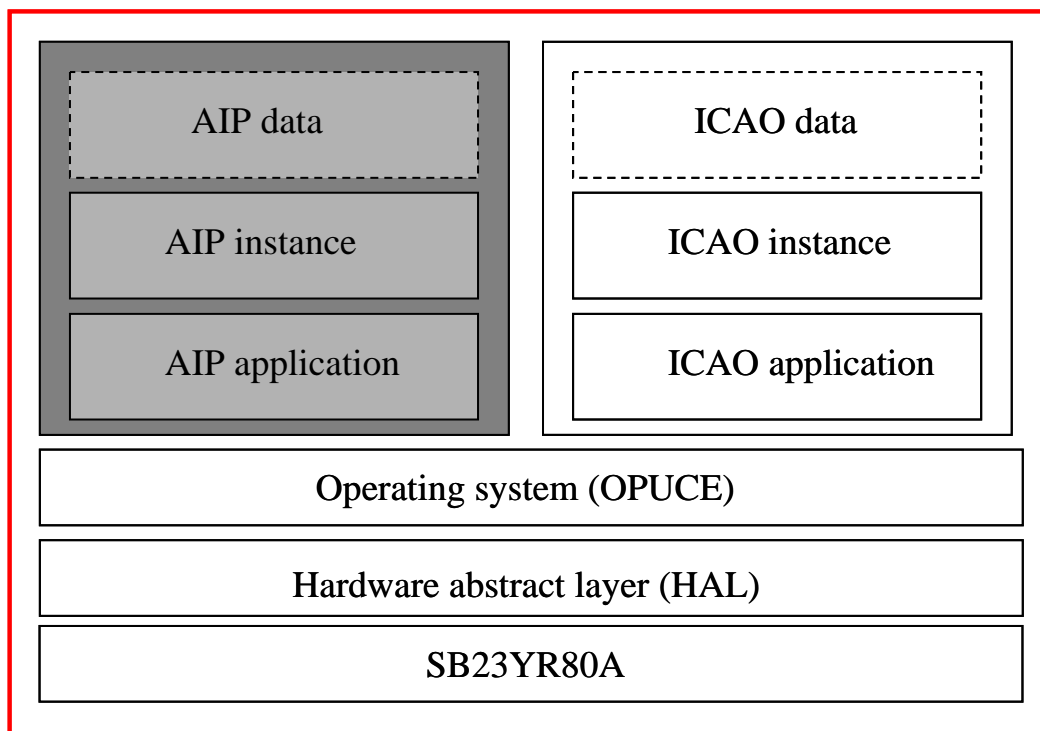 AIP data
AIP instance
AIP application
ICAO data
ICAO instance
ICAO application
Operating system (OPUCE)
Hardware abstract layer (HAL)
SB23YR80A